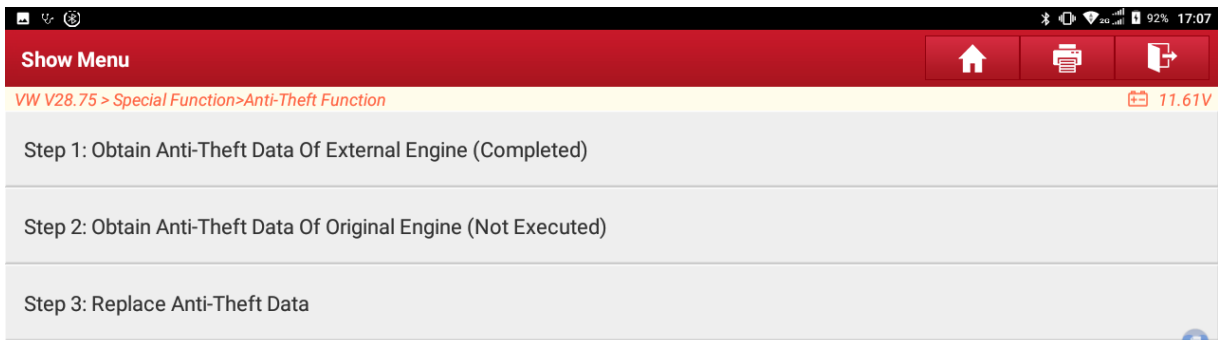 92% 17:07
Show Menu
VW V28.75 > Special Function>Anti-Theft Function
11.61V
Step 1: Obtain Anti-Theft Data Of External Engine (Completed)
Step 2: Obtain Anti-Theft Data Of Original Engine (Not Executed)
Step 3: Replace Anti-Theft Data